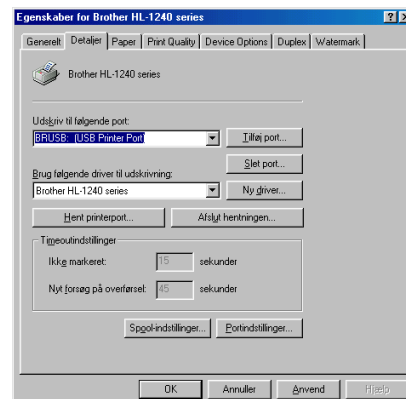 Egenskaber for Brother HL-1240 series
Generelt Detaljer Paper Print Quality Device Options Duplex Watermark
Brother HL-1240 series
Udskriv til følgende port:
BRUSB: (USB Printer Port) Tilføj port...
Slet port...
Brug følgende driver til udskrivning:
Brother HL-1240 series Ny driver...
Hent printerport... Afslut hentningen...
Timeoutindstillinger
Ikke markeret: 15 sekunder
Nyt forsøg på overførsel: 45 sekunder
Spool-indstillinger... Portindstillinger...
OK Annuller Anvend Hjælp